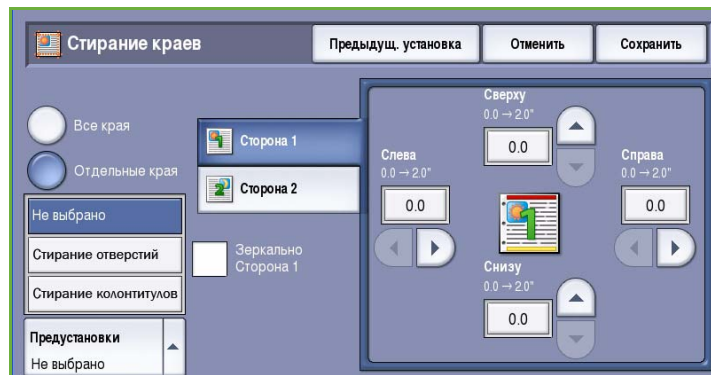 Стирание краев
Предыдущ. установка
Отменить
Сохранить
Все края
Отдельные края
Не выбрано
Стирание отверстий
Стирание колонтитулов
Предустановки
Не выбрано
Сторона 1
Сторона 2
Зеркально
Сторона 1
Сверху
0.0 → 2.0"
0.0
Слева
0.0 → 2.0"
0.0
Справа
0.0 → 2.0"
0.0
Снизу
0.0 → 2.0"
0.0